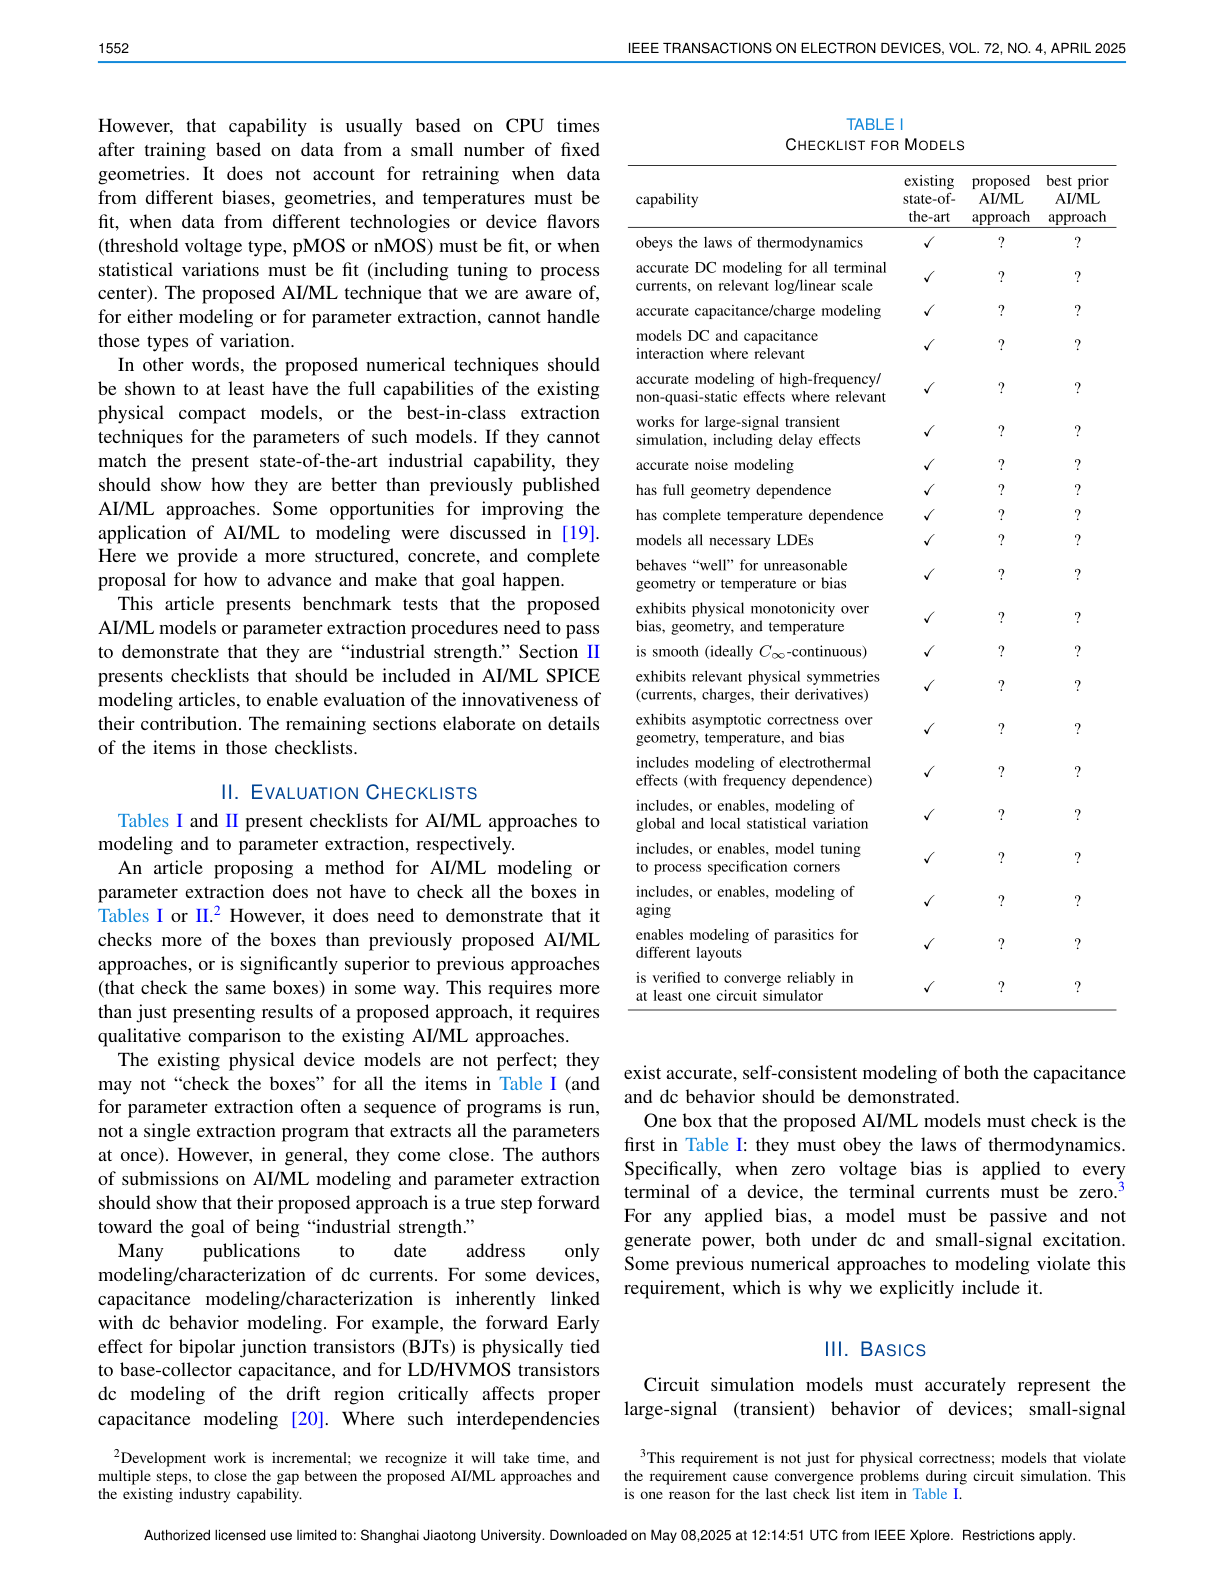 1552
IEEE TRANSACTIONS ON ELECTRON DEVICES, VOL. 72, NO. 4, APRIL 2025
However, that capability is usually based on CPU times
after training based on data from a small number of fixed
geometries. It does not account for retraining when data
from different biases, geometries, and temperatures must be
fit, when data from different technologies or device flavors
(threshold voltage type, pMOS or nMOS) must be fit, or when
statistical variations must be fit (including tuning to process
center). The proposed AI/ML technique that we are aware of,
for either modeling or for parameter extraction, cannot handle
those types of variation.
In other words, the proposed numerical techniques should
be shown to at least have the full capabilities of the existing
physical compact models, or the best-in-class extraction
techniques for the parameters of such models. If they cannot
match the present state-of-the-art industrial capability, they
should show how they are better than previously published
AI/ML approaches. Some opportunities for improving the
application of AI/ML to modeling were discussed in [19].
Here we provide a more structured, concrete, and complete
proposal for how to advance and make that goal happen.
This article presents benchmark tests that the proposed
AI/ML models or parameter extraction procedures need to pass
to demonstrate that they are “industrial strength.” Section II
presents checklists that should be included in AI/ML SPICE
modeling articles, to enable evaluation of the innovativeness of
their contribution. The remaining sections elaborate on details
of the items in those checklists.
II. EVALUATION CHECKLISTS
Tables I and II present checklists for AI/ML approaches to
modeling and to parameter extraction, respectively.
An article proposing a method for AI/ML modeling or
parameter extraction does not have to check all the boxes in
Tables I or II.2 However, it does need to demonstrate that it
checks more of the boxes than previously proposed AI/ML
approaches, or is significantly superior to previous approaches
(that check the same boxes) in some way. This requires more
than just presenting results of a proposed approach, it requires
qualitative comparison to the existing AI/ML approaches.
The existing physical device models are not perfect; they
may not “check the boxes” for all the items in Table I (and
for parameter extraction often a sequence of programs is run,
not a single extraction program that extracts all the parameters
at once). However, in general, they come close. The authors
of submissions on AI/ML modeling and parameter extraction
should show that their proposed approach is a true step forward
toward the goal of being “industrial strength.”
Many publications to date address only
modeling/characterization of dc currents. For some devices,
capacitance modeling/characterization is inherently linked
with dc behavior modeling. For example, the forward Early
effect for bipolar junction transistors (BJTs) is physically tied
to base-collector capacitance, and for LD/HVMOS transistors
dc modeling of the drift region critically affects proper
capacitance modeling [20]. Where such interdependencies
2Development work is incremental; we recognize it will take time, and
multiple steps, to close the gap between the proposed AI/ML approaches and
the existing industry capability.
TABLE I
CHECKLIST FOR MODELS
capability existing state-of-the-art proposed AI/ML approach best prior AI/ML approach
obeys the laws of thermodynamics ✓ ? ?
accurate DC modeling for all terminal
currents, on relevant log/linear scale ✓ ? ?
accurate capacitance/charge modeling ✓ ? ?
models DC and capacitance
interaction where relevant ✓ ? ?
accurate modeling of high-frequency/
non-quasi-static effects where relevant ✓ ? ?
works for large-signal transient
simulation, including delay effects ✓ ? ?
accurate noise modeling ✓ ? ?
has full geometry dependence ✓ ? ?
has complete temperature dependence ✓ ? ?
models all necessary LDEs ✓ ? ?
behaves “well” for unreasonable
geometry or temperature or bias ✓ ? ?
exhibits physical monotonicity over
bias, geometry, and temperature ✓ ? ?
is smooth (ideally C∞-continuous) ✓ ? ?
exhibits relevant physical symmetries
(currents, charges, their derivatives) ✓ ? ?
exhibits asymptotic correctness over
geometry, temperature, and bias ✓ ? ?
includes modeling of electrothermal
effects (with frequency dependence) ✓ ? ?
includes, or enables, modeling of
global and local statistical variation ✓ ? ?
includes, or enables, model tuning
to process specification corners ✓ ? ?
includes, or enables, modeling of
aging ✓ ? ?
enables modeling of parasitics for
different layouts ✓ ? ?
is verified to converge reliably in
at least one circuit simulator ✓ ? ?
exist accurate, self-consistent modeling of both the capacitance
and dc behavior should be demonstrated.
One box that the proposed AI/ML models must check is the
first in Table I: they must obey the laws of thermodynamics.
Specifically, when zero voltage bias is applied to every
terminal of a device, the terminal currents must be zero.3
For any applied bias, a model must be passive and not
generate power, both under dc and small-signal excitation.
Some previous numerical approaches to modeling violate this
requirement, which is why we explicitly include it.
III. BASICS
Circuit simulation models must accurately represent the
large-signal (transient) behavior of devices; small-signal
3This requirement is not just for physical correctness; models that violate
the requirement cause convergence problems during circuit simulation. This
is one reason for the last check list item in Table I.
Authorized licensed use limited to: Shanghai Jiaotong University. Downloaded on May 08,2025 at 12:14:51 UTC from IEEE Xplore. Restrictions apply.